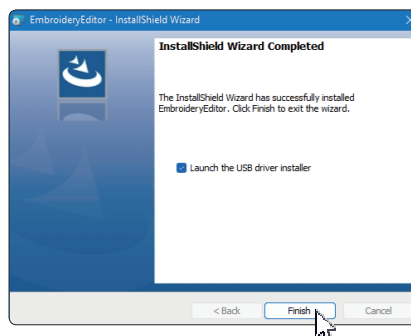 EmbroideryEditor - InstallShield Wizard
InstallShield Wizard Completed
The InstallShield Wizard has successfully installed
EmbroideryEditor. Click Finish to exit the wizard.
Launch the USB driver installer
< Back
Finish
Cancel